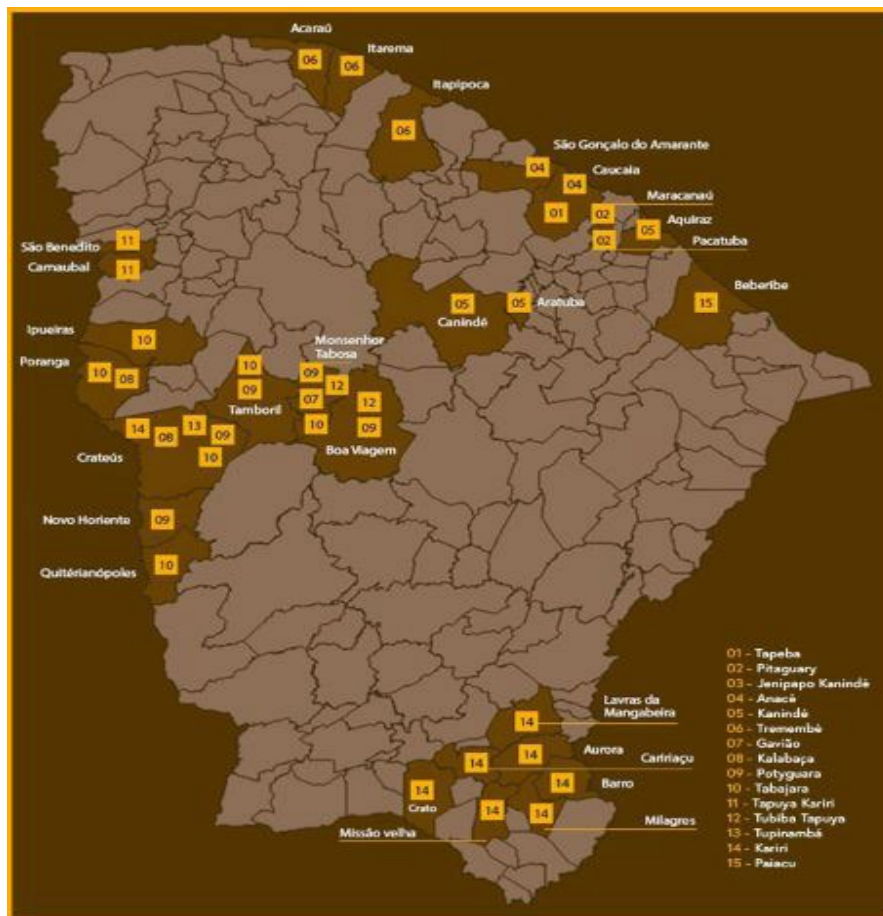 Acaraú
Itarema
06
06
Itapipoca
06
São Gonçalo do Amarante
04
Caucaia
04
Maracanaú
01
02
Aquiraz
05
02
Pacatuba
11
São Benedito
Carnaubal
11
Beberibe
15
05
Canindé
05
Aratuba
Ipueiras
10
Monsenhor
Tabosa
Poranga
10
08
10
09
12
09
07
12
Tamboril
10
09
Boa Viagem
14
08
13
09
10
Crateús
Novo Horiente
09
Quitérianópoles
10
Lavras da
Mangabeira
14
Aurora
14
14
Caririaçu
Barro
14
14
Crato
14
14
Milagres
Missão velha
01 - Tapeba
02 - Pitaguary
03 - Jenipapo Kanindé
04 - Anacé
05 - Kanindé
06 - Tremembé
07 - Gavião
08 - Kalabaça
09 - Potyguara
10 - Tabajara
11 - Tapuya Kariri
12 - Tubiba Tapuya
13 - Tupinambá
14 - Kariri
15 - Paiacu